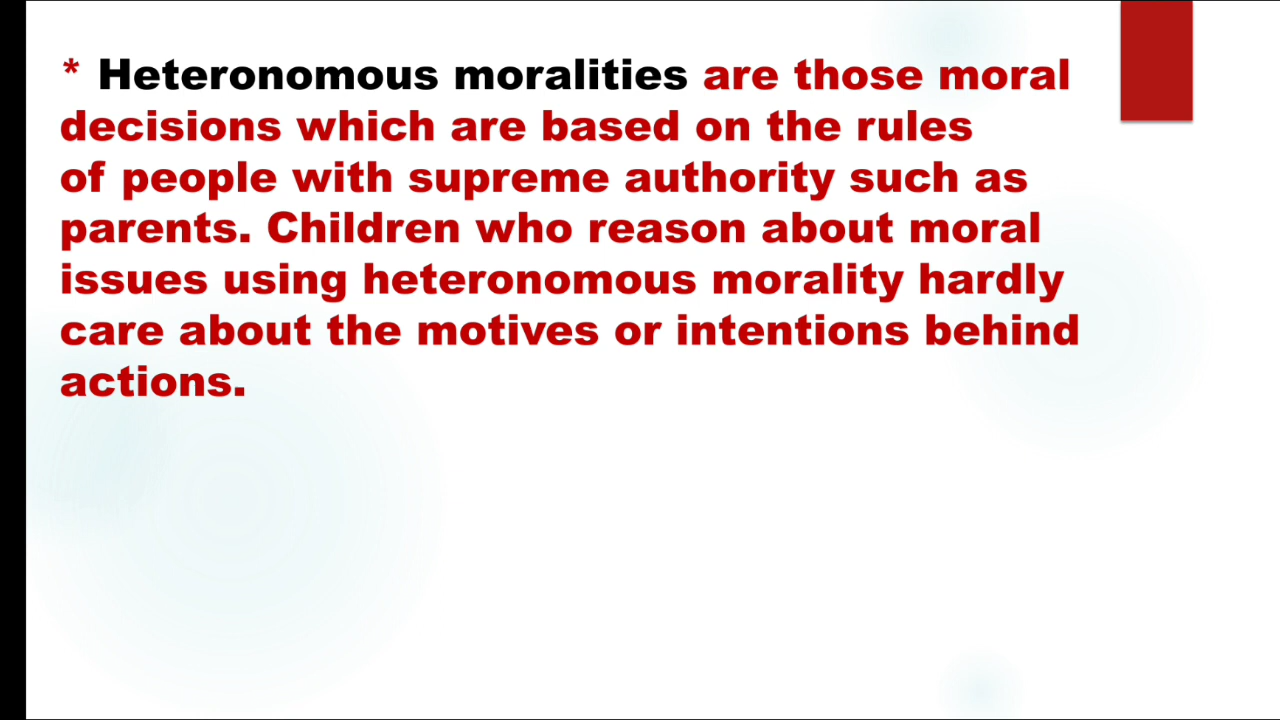 * Heteronomous moralities are those moral
decisions which are based on the rules
of people with supreme authority such as
parents. Children who reason about moral
issues using heteronomous morality hardly
care about the motives or intentions behind
actions.